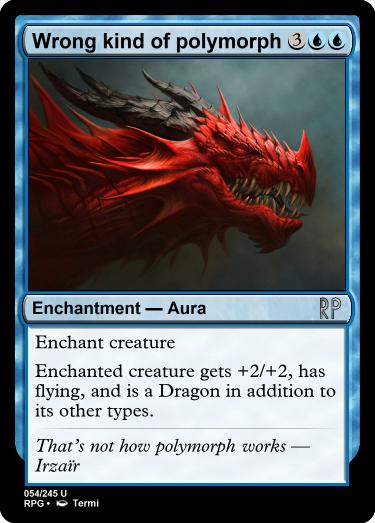 Wrong kind of polymorph 3
Enchantment — Aura RP
Enchant creature
Enchanted creature gets +2/+2, has
flying, and is a Dragon in addition to
its other types.
That's not how polymorph works —
Irzaïr
054/245 U
RPG • Termi